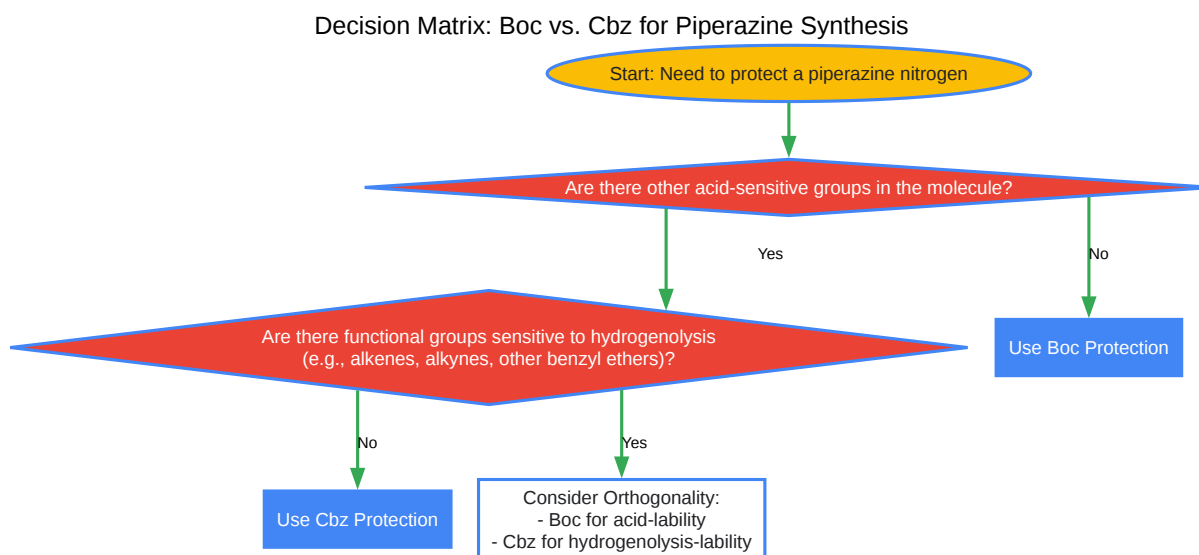 Decision Matrix: Boc vs. Cbz for Piperazine Synthesis
Start: Need to protect a piperazine nitrogen
Are there other acid-sensitive groups in the molecule?
Yes
No
Are there functional groups sensitive to hydrogenolysis
(e.g., alkenes, alkynes, other benzyl ethers)?
Use Boc Protection
No
Yes
Use Cbz Protection
Consider Orthogonality:
- Boc for acid-lability
- Cbz for hydrogenolysis-lability